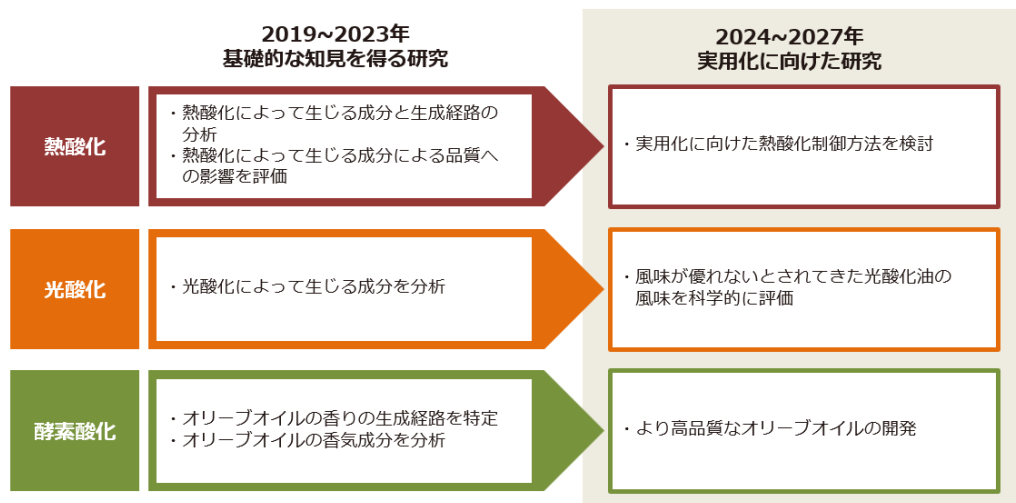 2019~2023年
基礎的な知見を得る研究
2024~2027年
実用化に向けた研究
熱酸化
・熱酸化によって生じる成分と生成経路の
分析
・熱酸化によって生じる成分による品質へ
の影響を評価
・実用化に向けた熱酸化制御方法を検討
光酸化
・光酸化によって生じる成分を分析
・風味が優れないとされてきた光酸化油の
風味を科学的に評価
酵素酸化
・オリーブオイルの香りの生成経路を特定
・オリーブオイルの香気成分を分析
・より高品質なオリーブオイルの開発